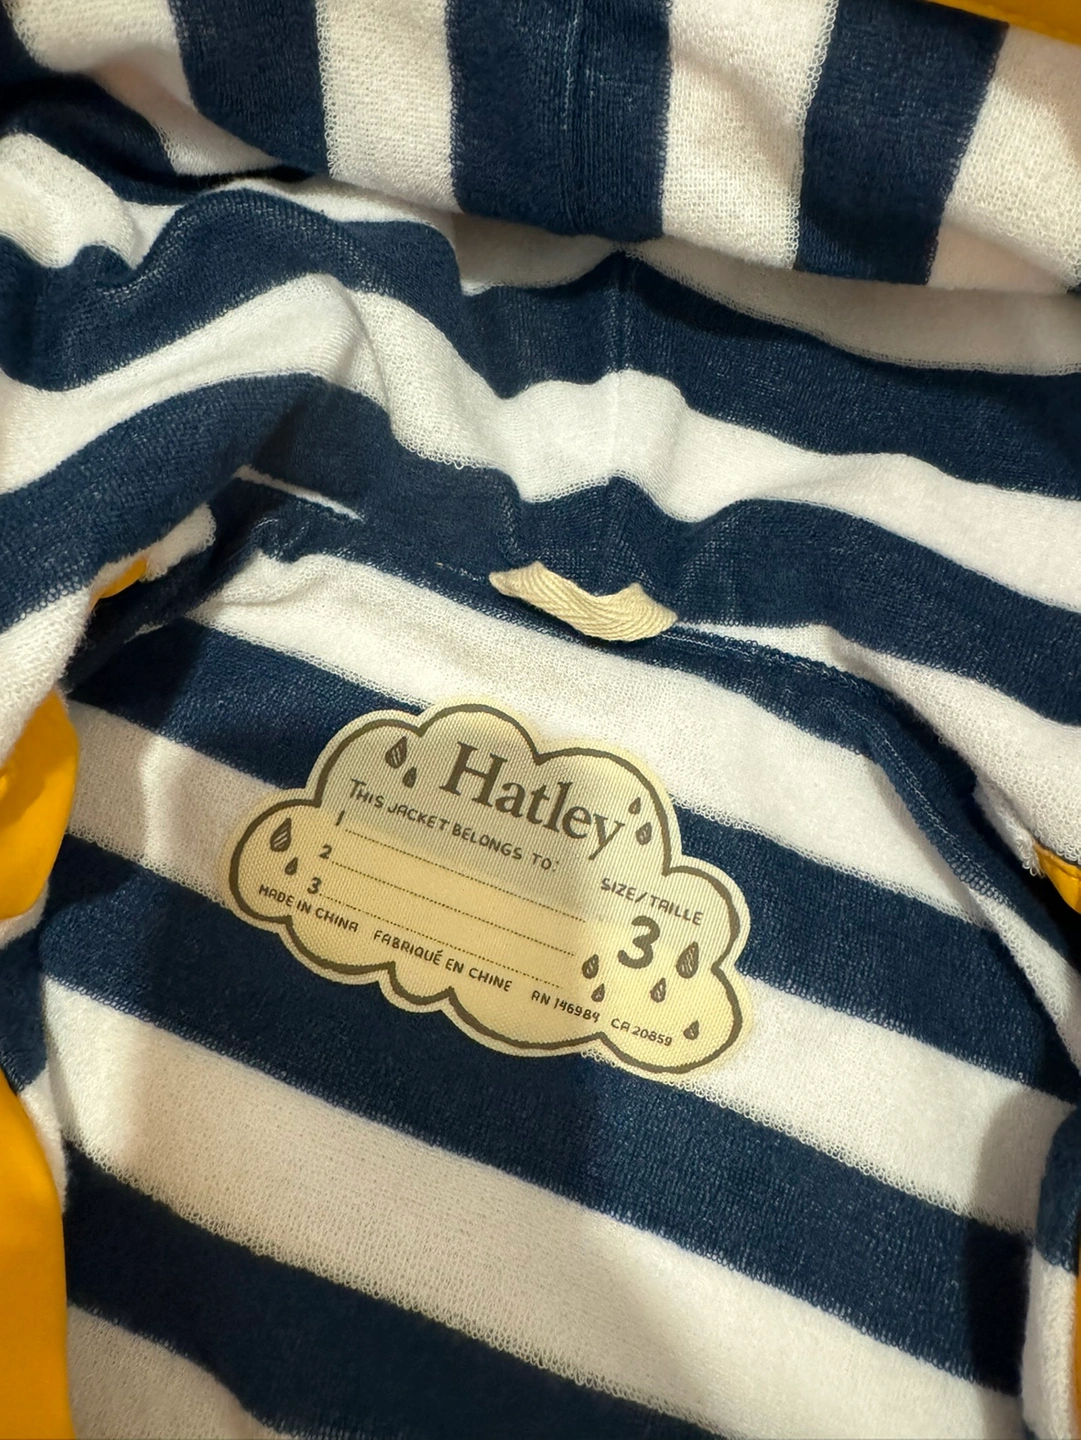 Hatley
THIS JACKET BELONGS TO:
1
2
3
SIZE/TAILLE
3
MADE IN CHINA FABRIQUÉ EN CHINE RN 146984 CA 20859